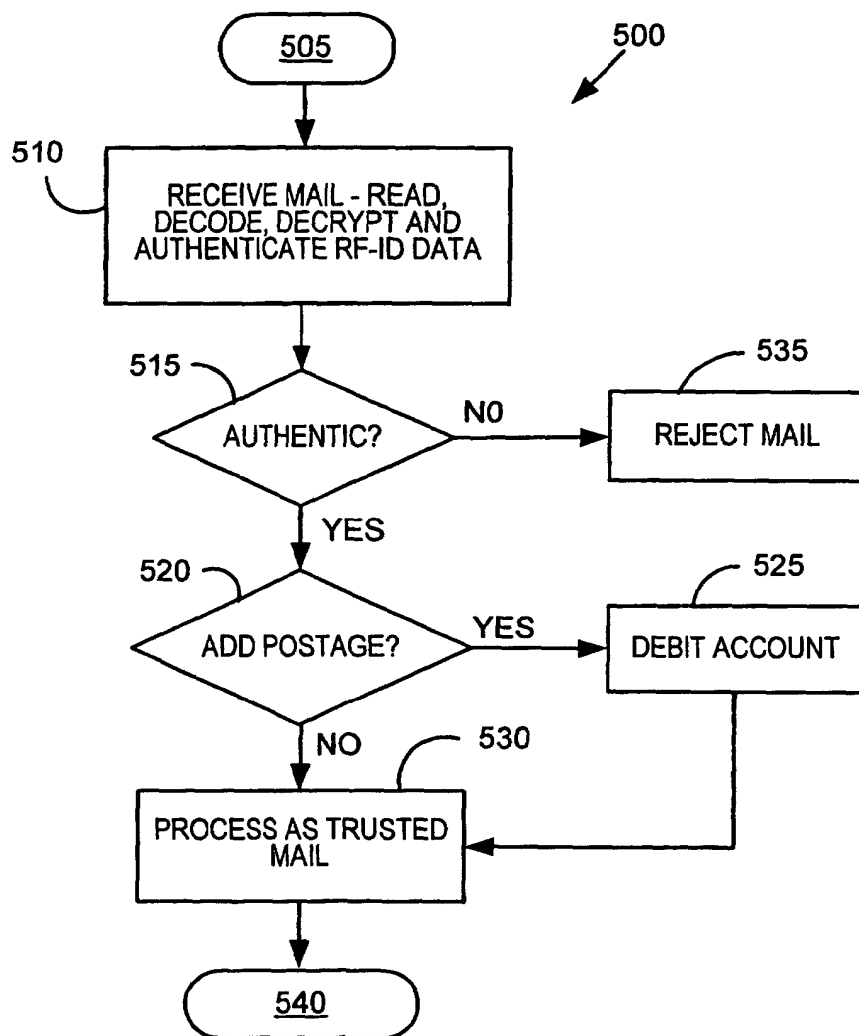 505
500
510
RECEIVE MAIL - READ,
DECODE, DECRYPT AND
AUTHENTICATE RF-ID DATA
515
AUTHENTIC?
N0
535
REJECT MAIL
YES
520
ADD POSTAGE?
YES
525
DEBIT ACCOUNT
NO
530
PROCESS AS TRUSTED
MAIL
540